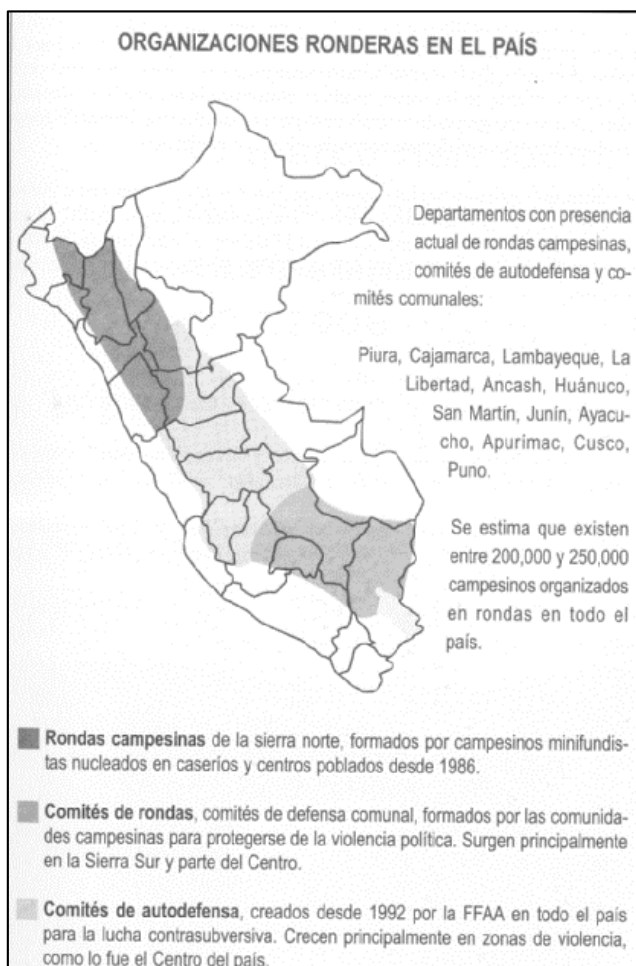 ORGANIZACIONES RONDERAS EN EL PAÍS
Departamentos con presencia
actual de rondas campesinas,
comités de autodefensa y co-
mités comunales:
Piura, Cajamarca, Lambayeque, La
Libertad, Ancash, Huánuco,
San Martín, Junín, Ayacu-
cho, Apurimac, Cusco,
Puno.
Se estima que existen
entre 200,000 y 250,000
campesinos organizados
en rondas en todo el
país.
Rondas campesinas de la sierra norte, formados por campesinos minifundis-
tas nucleados en caseríos y centros poblados desde 1986.
Comités de rondas, comités de defensa comunal, formados por las comunida-
des campesinas para protegerse de la violencia política. Surgen principalmente
en la Sierra Sur y parte del Centro.
Comités de autodefensa, creados desde 1992 por la FFAA en todo el país
para la lucha contrasubversiva. Crecen principalmente en zonas de violencia,
como lo fue el Centro del país.